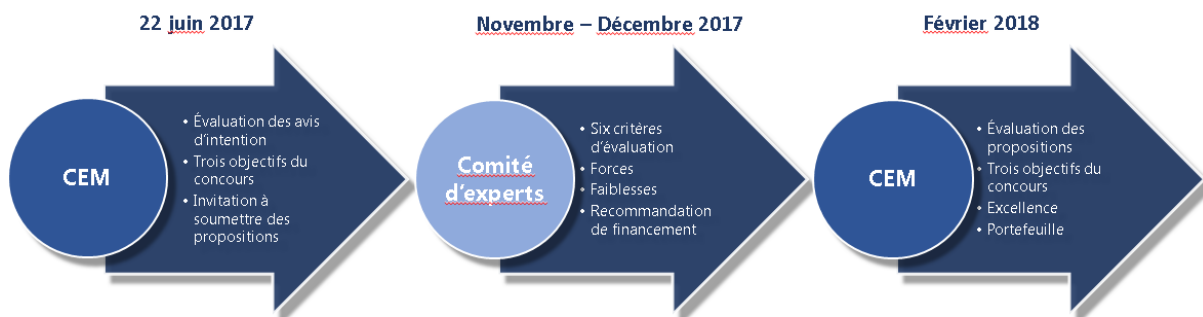 22 juin 2017
CEM
• Évaluation des avis
d'intention
• Trois objectifs du
concours
• Invitation à
soumettre des
propositions
Novembre – Décembre 2017
Comité
d'experts
• Six critères
d'évaluation
• Forces
• Faiblesses
• Recommandation
de financement
Février 2018
CEM
• Évaluation des
propositions
• Trois objectifs du
concours
• Excellence
• Portefeuille